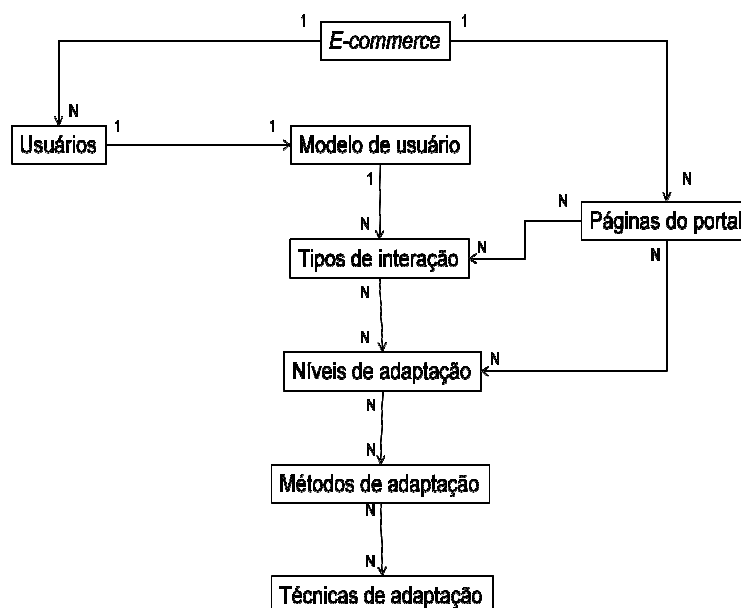 1 E-commerce 1
N
Usuários 1 1 Modelo de usuário
1
N
N N
Páginas do portal
N
Tipos de interação N
N
N
Níveis de adaptação N
N
N
Métodos de adaptação
N
N
Técnicas de adaptação